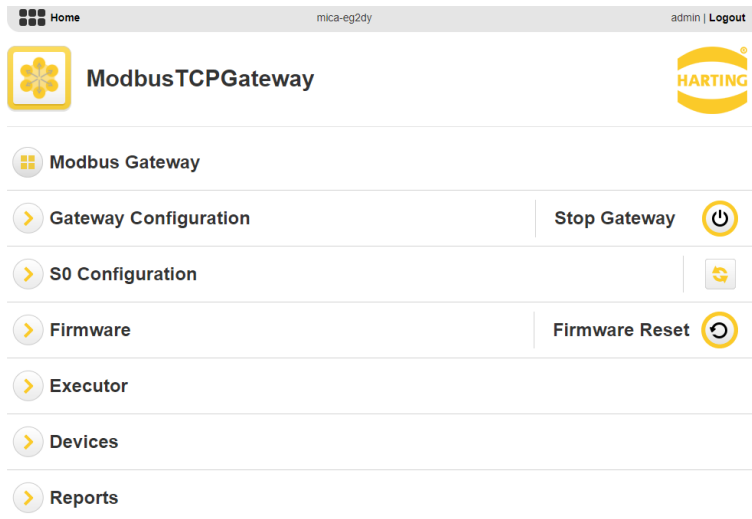 Home mica-eg2dy admin | Logout
ModbusTCPGateway
HARTING
Modbus Gateway
Gateway Configuration Stop Gateway
S0 Configuration
Firmware Firmware Reset
Executor
Devices
Reports